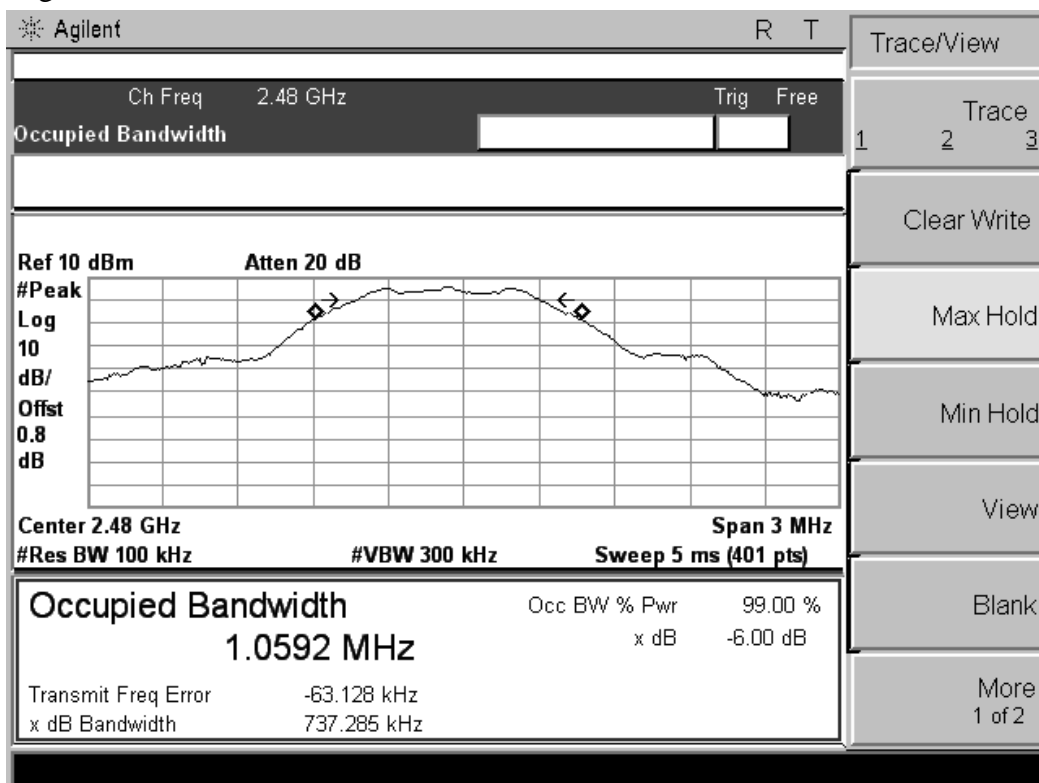 Agilent R T
Trace/View
Ch Freq 2.48 GHz Trig Free
Occupied Bandwidth
Trace
1 2 3
Clear Write
Ref 10 dBm Atten 20 dB
#Peak
Log
10
dB/
Offst
0.8
dB
Max Hold
Min Hold
View
Center 2.48 GHz Span 3 MHz
#Res BW 100 kHz #VBW 300 kHz Sweep 5 ms (401 pts)
Occupied Bandwidth Occ BW % Pwr 99.00 %
1.0592 MHz x dB -6.00 dB
Transmit Freq Error -63.128 kHz
x dB Bandwidth 737.285 kHz
Blank
More
1 of 2